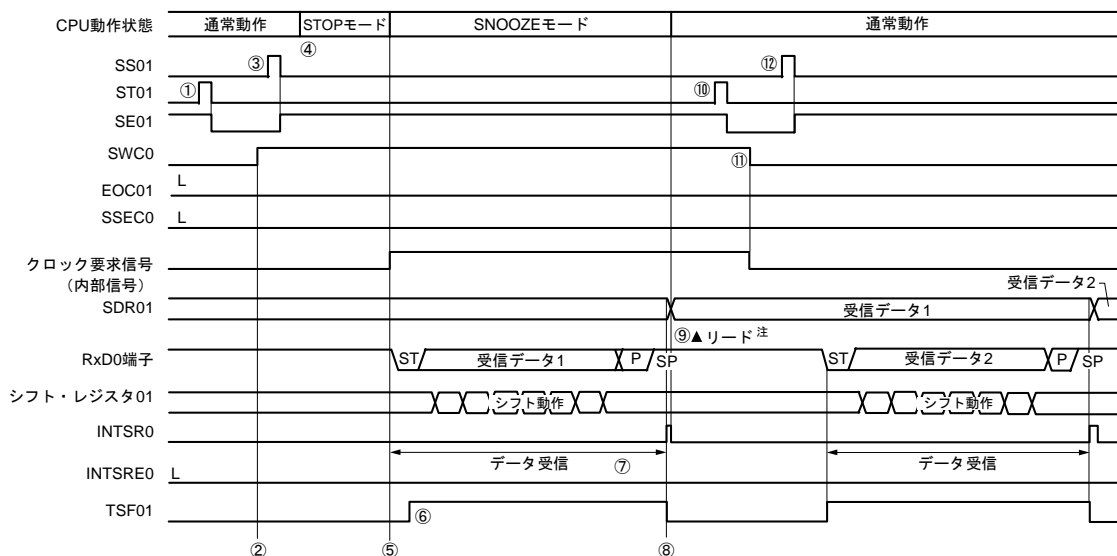 CPU動作状態 通常動作 STOPモード SNOOZEモード 通常動作
④
SS01 ③ ⑫
ST01 ① ⑩
SE01
SWC0 ⑪
EOC01 L
SSEC0 L
クロック要求信号
(内部信号)
受信データ2
SDR01 受信データ1
⑨▲リード注
RxD0端子 ST 受信データ1 P SP ST 受信データ2 P SP
シフト・レジスタ01 シフト動作 シフト動作
INTSR0
データ受信 ⑦ データ受信
INTSRE0 L
TSF01 ⑥
② ⑤ ⑧